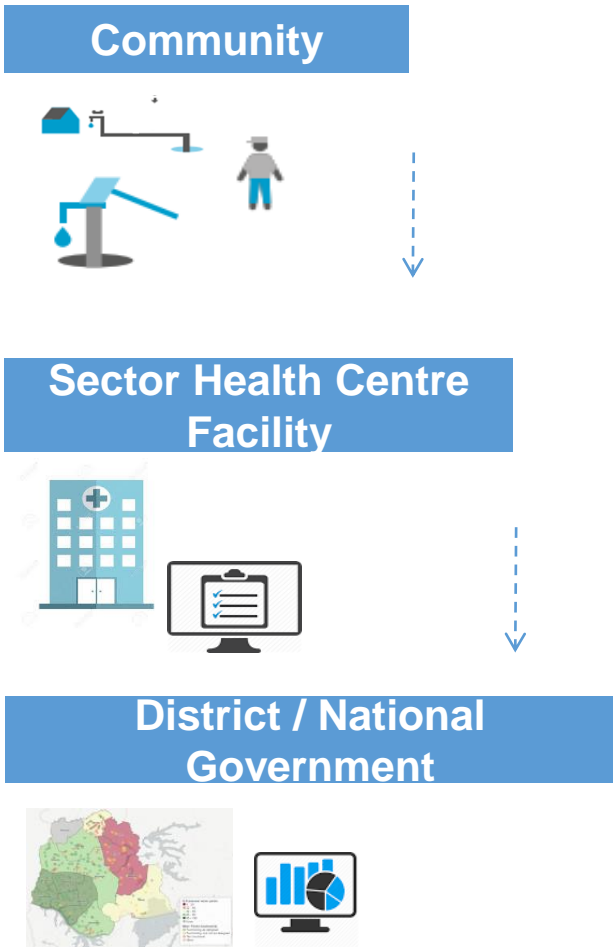 Community
Sector Health Centre
Facility
District / National
Government